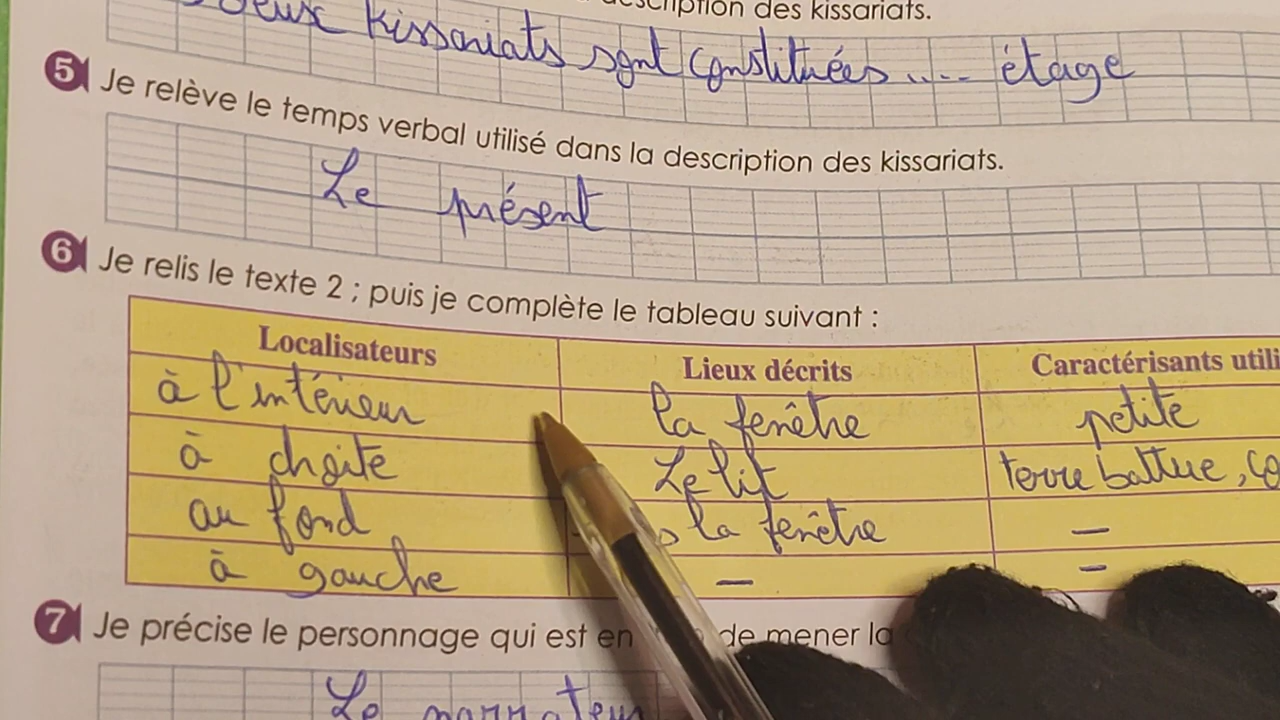 description des kissariats.
Deux kissariats sont constituées .... étage
5 Je relève le temps verbal utilisé dans la description des kissariats.
Le présent
6 Je relis le texte 2 ; puis je complète le tableau suivant :
Localisateurs Lieux décrits Caractérisants utili
à l'intérieur la fenêtre petite
à droite Le lit terre battue, co
au fond la fenêtre —
à gauche — —
7 Je précise le personnage qui est en de mener la
Le narrateur